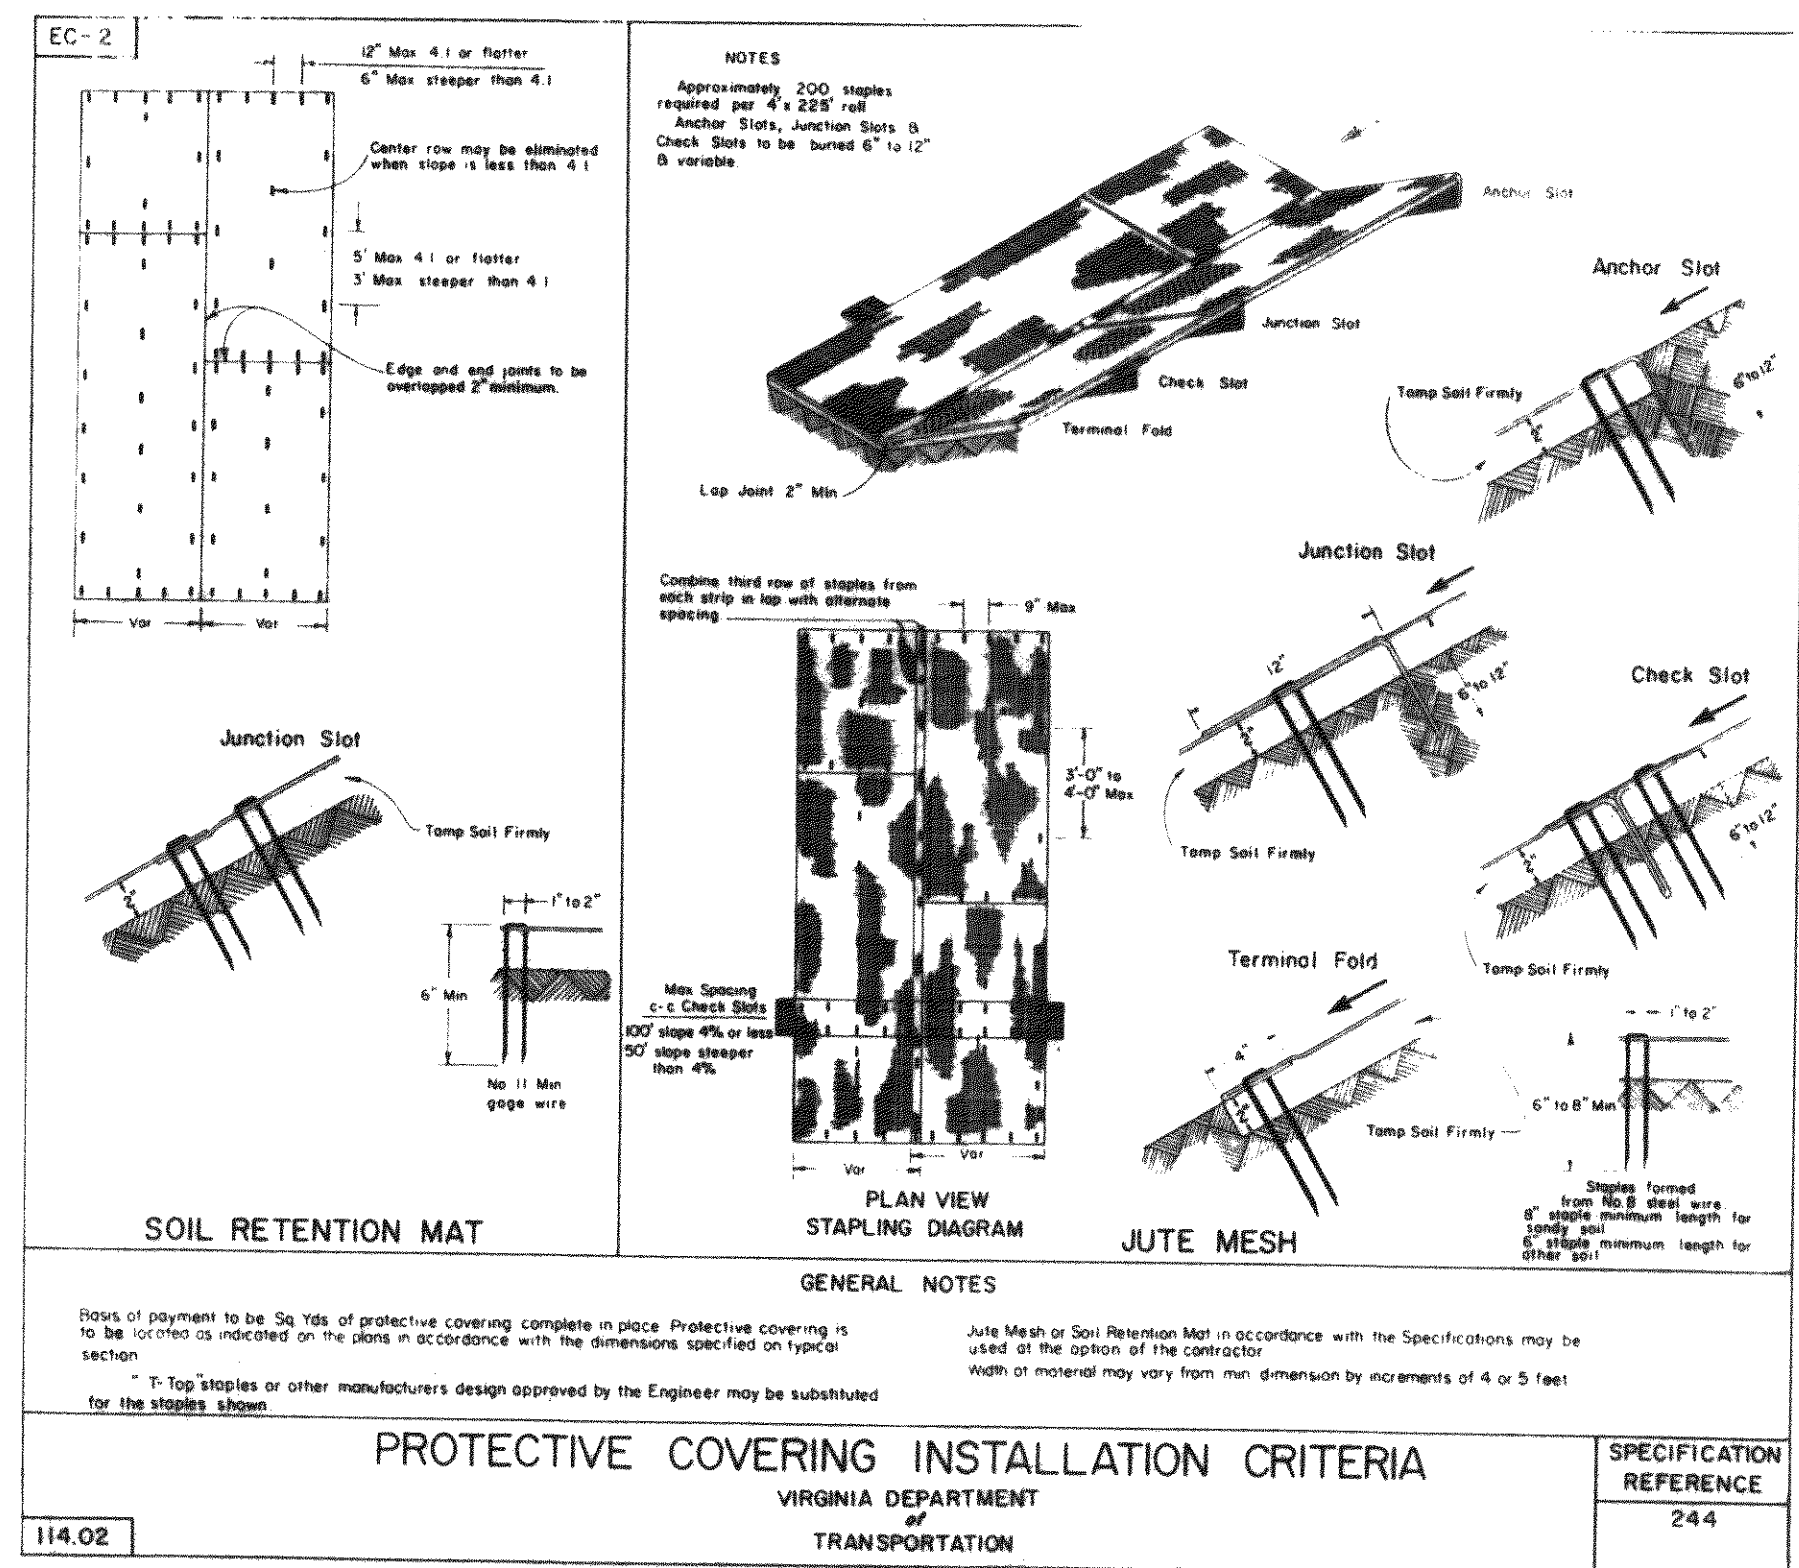 EC-2
12" Max 4:1 or flatter
6" Max steeper than 4:1
Center row may be eliminated
when slope is less than 4:1
5' Max 4:1 or flatter
3' Max steeper than 4:1
Edge and end joints to be
overlapped 2" minimum.
Var
Var
Junction Slot
Tamp Soil Firmly
2"
1" to 2"
6" Min
No 11 Min
gage wire
SOIL RETENTION MAT
NOTES
Approximately 200 staples
required per 4' x 225' roll
Anchor Slots, Junction Slots &
Check Slots to be buried 6" to 12"
& variable.
Anchor Slot
Junction Slot
Check Slot
Terminal Fold
Lap Joint 2" Min
Anchor Slot
Tamp Soil Firmly
2"
6" to 12"
Combine third row of staples from
each strip in lap with alternate
spacing
9" Max
3'-0" to
4'-0" Max
Max Spacing
c-c Check Slots
100' slope 4% or less
50' slope steeper
than 4%
Var
Var
PLAN VIEW
STAPLING DIAGRAM
Junction Slot
12"
2"
6" to 12"
Tamp Soil Firmly
Check Slot
2"
6" to 12"
Tamp Soil Firmly
Terminal Fold
4"
Tamp Soil Firmly
1" to 2"
6" to 8" Min
Staples formed
from No. 8 steel wire
8" staple minimum length for
sandy soil
6" staple minimum length for
other soil
JUTE MESH
GENERAL NOTES
Basis of payment to be Sq Yds of protective covering complete in place Protective covering is
to be located as indicated on the plans in accordance with the dimensions specified on typical
section
"T-Top" staples or other manufacturers design approved by the Engineer may be substituted
for the staples shown.
Jute Mesh or Soil Retention Mat in accordance with the Specifications may be
used at the option of the contractor
Width of material may vary from min dimension by increments of 4 or 5 feet
PROTECTIVE COVERING INSTALLATION CRITERIA
VIRGINIA DEPARTMENT
of
TRANSPORTATION
114.02
SPECIFICATION
REFERENCE
244